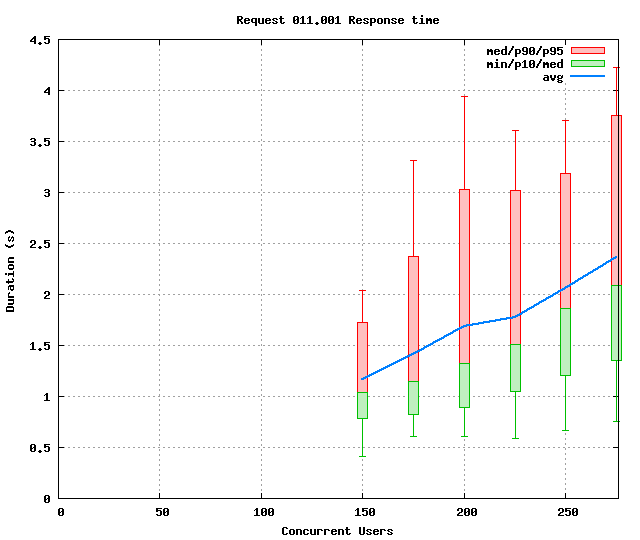 Request 011.001 Response time
med/p90/p95
min/p10/med
avg
4.5
4
3.5
3
2.5
2
1.5
1
0.5
0
Duration (s)
0 50 100 150 200 250
Concurrent Users